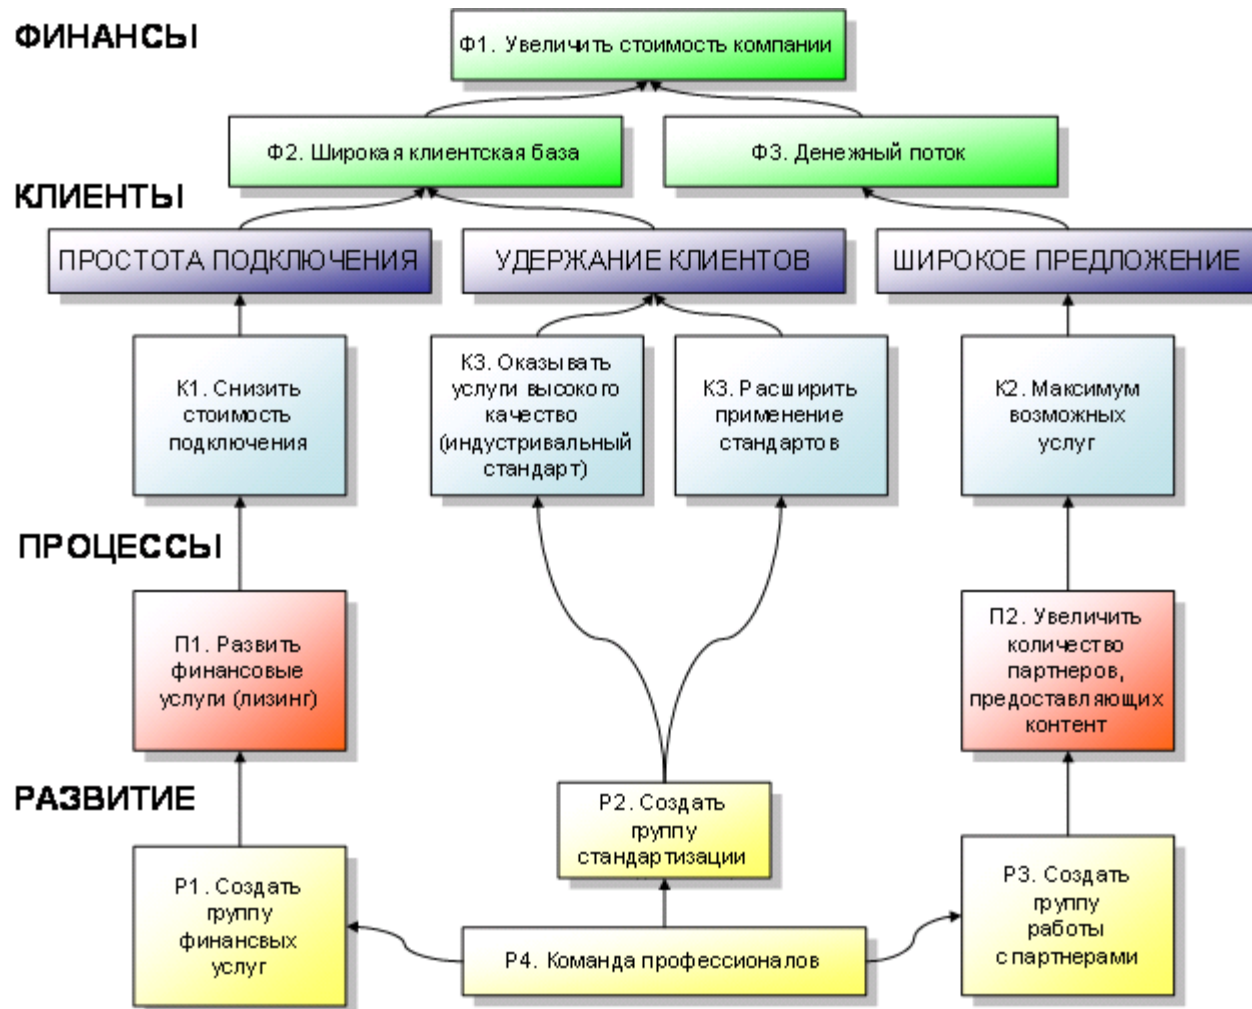 ФИНАНСЫ
Ф1. Увеличить стоимость компании
Ф2. Широкая клиентская база
Ф3. Денежный поток
КЛИЕНТЫ
ПРОСТОТА ПОДКЛЮЧЕНИЯ
УДЕРЖАНИЕ КЛИЕНТОВ
ШИРОКОЕ ПРЕДЛОЖЕНИЕ
К1. Снизить
стоимость
подключения
К3. Оказывать
услуги высокого
качество
(индустривальный
стандарт)
К3. Расширить
применение
стандартов
К2. Максимум
возможных
услуг
ПРОЦЕССЫ
П1. Развить
финансовые
услуги (лизинг)
П2. Увеличить
количество
партнеров,
предоставляющих
контент
РАЗВИТИЕ
Р2. Создать
группу
стандартизации
Р1. Создать
группу
финансвых
услуг
Р3. Создать
группу
работы
с партнерами
Р4. Команда профессионалов